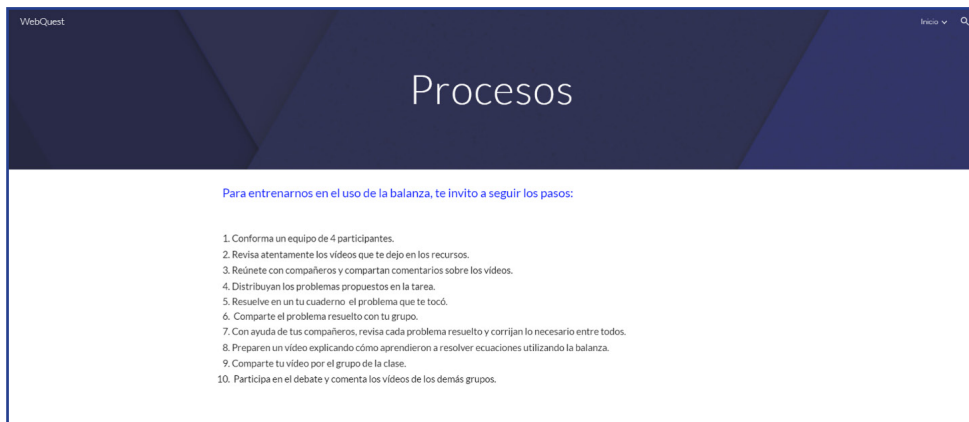 WebQuest
Inicio
Procesos
Para entrenarnos en el uso de la balanza, te invito a seguir los pasos:
1. Conforma un equipo de 4 participantes.
2. Revisa atentamente los vídeos que te dejo en los recursos.
3. Reúnete con compañeros y compartan comentarios sobre los vídeos.
4. Distribuyan los problemas propuestos en la tarea.
5. Resuelve en un tu cuaderno el problema que te tocó.
6. Comparte el problema resuelto con tu grupo.
7. Con ayuda de tus compañeros, revisa cada problema resuelto y corrijan lo necesario entre todos.
8. Preparen un vídeo explicando cómo aprendieron a resolver ecuaciones utilizando la balanza.
9. Comparte tu vídeo por el grupo de la clase.
10. Participa en el debate y comenta los vídeos de los demás grupos.